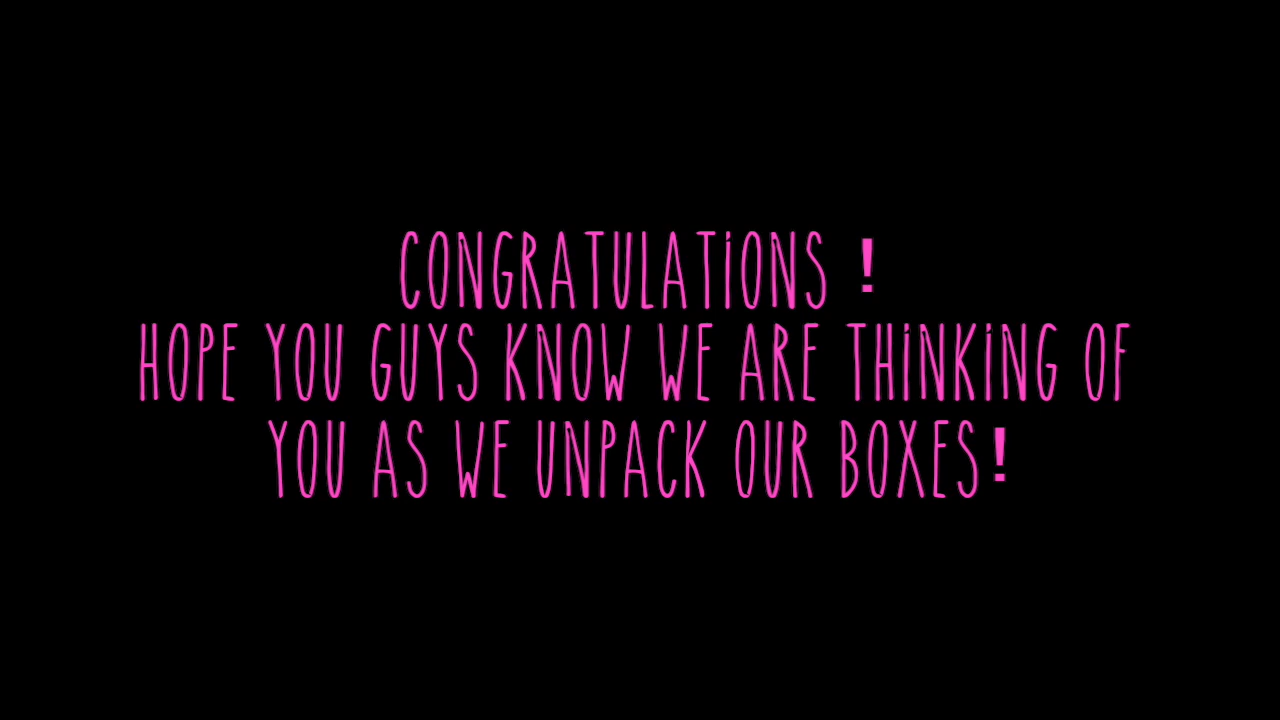 CONGRATULATIONS !
HOPE YOU GUYS KNOW WE ARE THINKING OF
YOU AS WE UNPACK OUR BOXES!